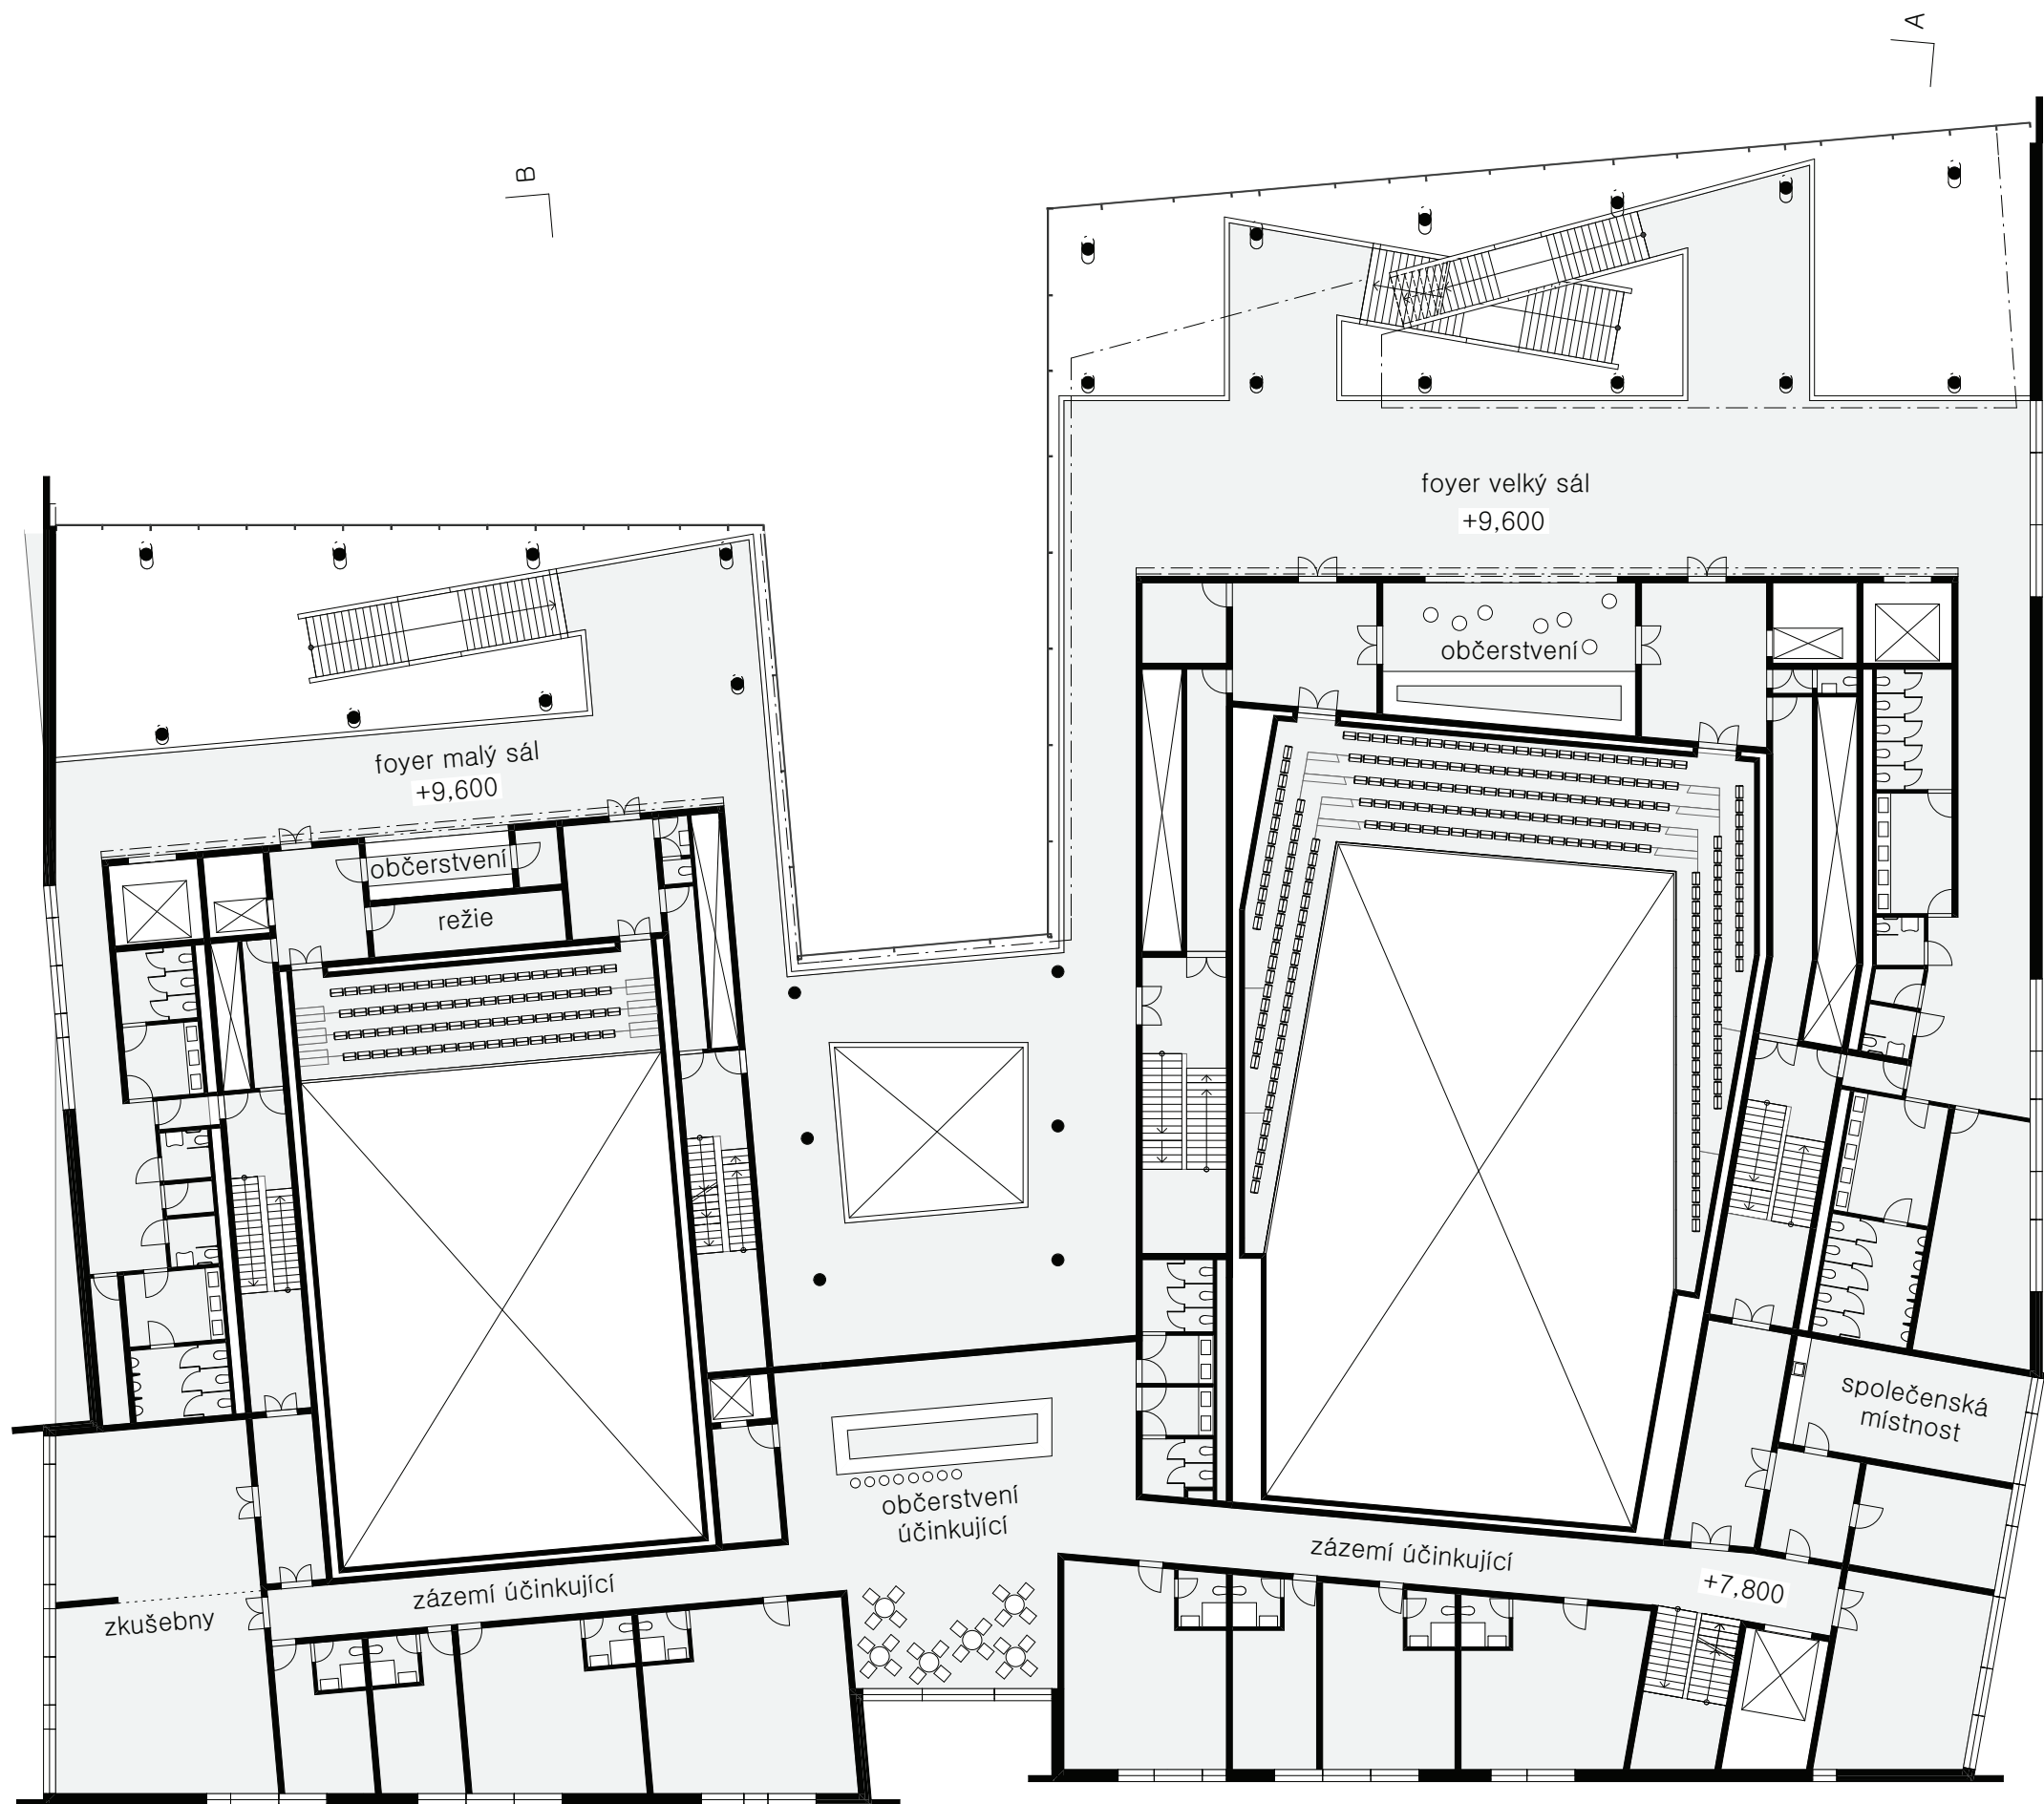 A
B
foyer velký sál
+9,600
občerstvení
foyer malý sál
+9,600
občerstvení
režie
společenská
místnost
občerstvení
účinkující
zázemí účinkující
+7,800
zázemí účinkující
zkušebny